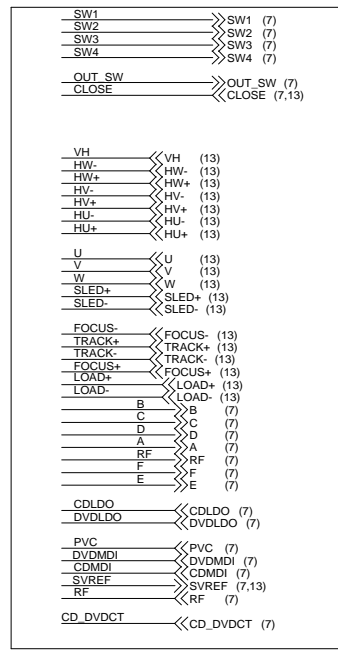 SW1 SW1 (7)
SW2 SW2 (7)
SW3 SW3 (7)
SW4 SW4 (7)
OUT_SW OUT_SW (7)
CLOSE CLOSE (7,13)
VH VH (13)
HW- HW- (13)
HW+ HW+ (13)
HV- HV- (13)
HV+ HV+ (13)
HU- HU- (13)
HU+ HU+ (13)
U U (13)
V V (13)
W W (13)
SLED+ SLED+ (13)
SLED- SLED- (13)
FOCUS- FOCUS- (13)
TRACK+ TRACK+ (13)
TRACK- TRACK- (13)
FOCUS+ FOCUS+ (13)
LOAD+ LOAD+ (13)
LOAD- LOAD- (13)
B B (7)
C C (7)
D D (7)
A A (7)
RF RF (7)
F F (7)
E E (7)
CDLDO CDLDO (7)
DVDLDO DVDLDO (7)
PVC PVC (7)
DVDMDI DVDMDI (7)
CDMDI CDMDI (7)
SVREF SVREF (7,13)
RF RF (7)
CD_DVDCT CD_DVDCT (7)